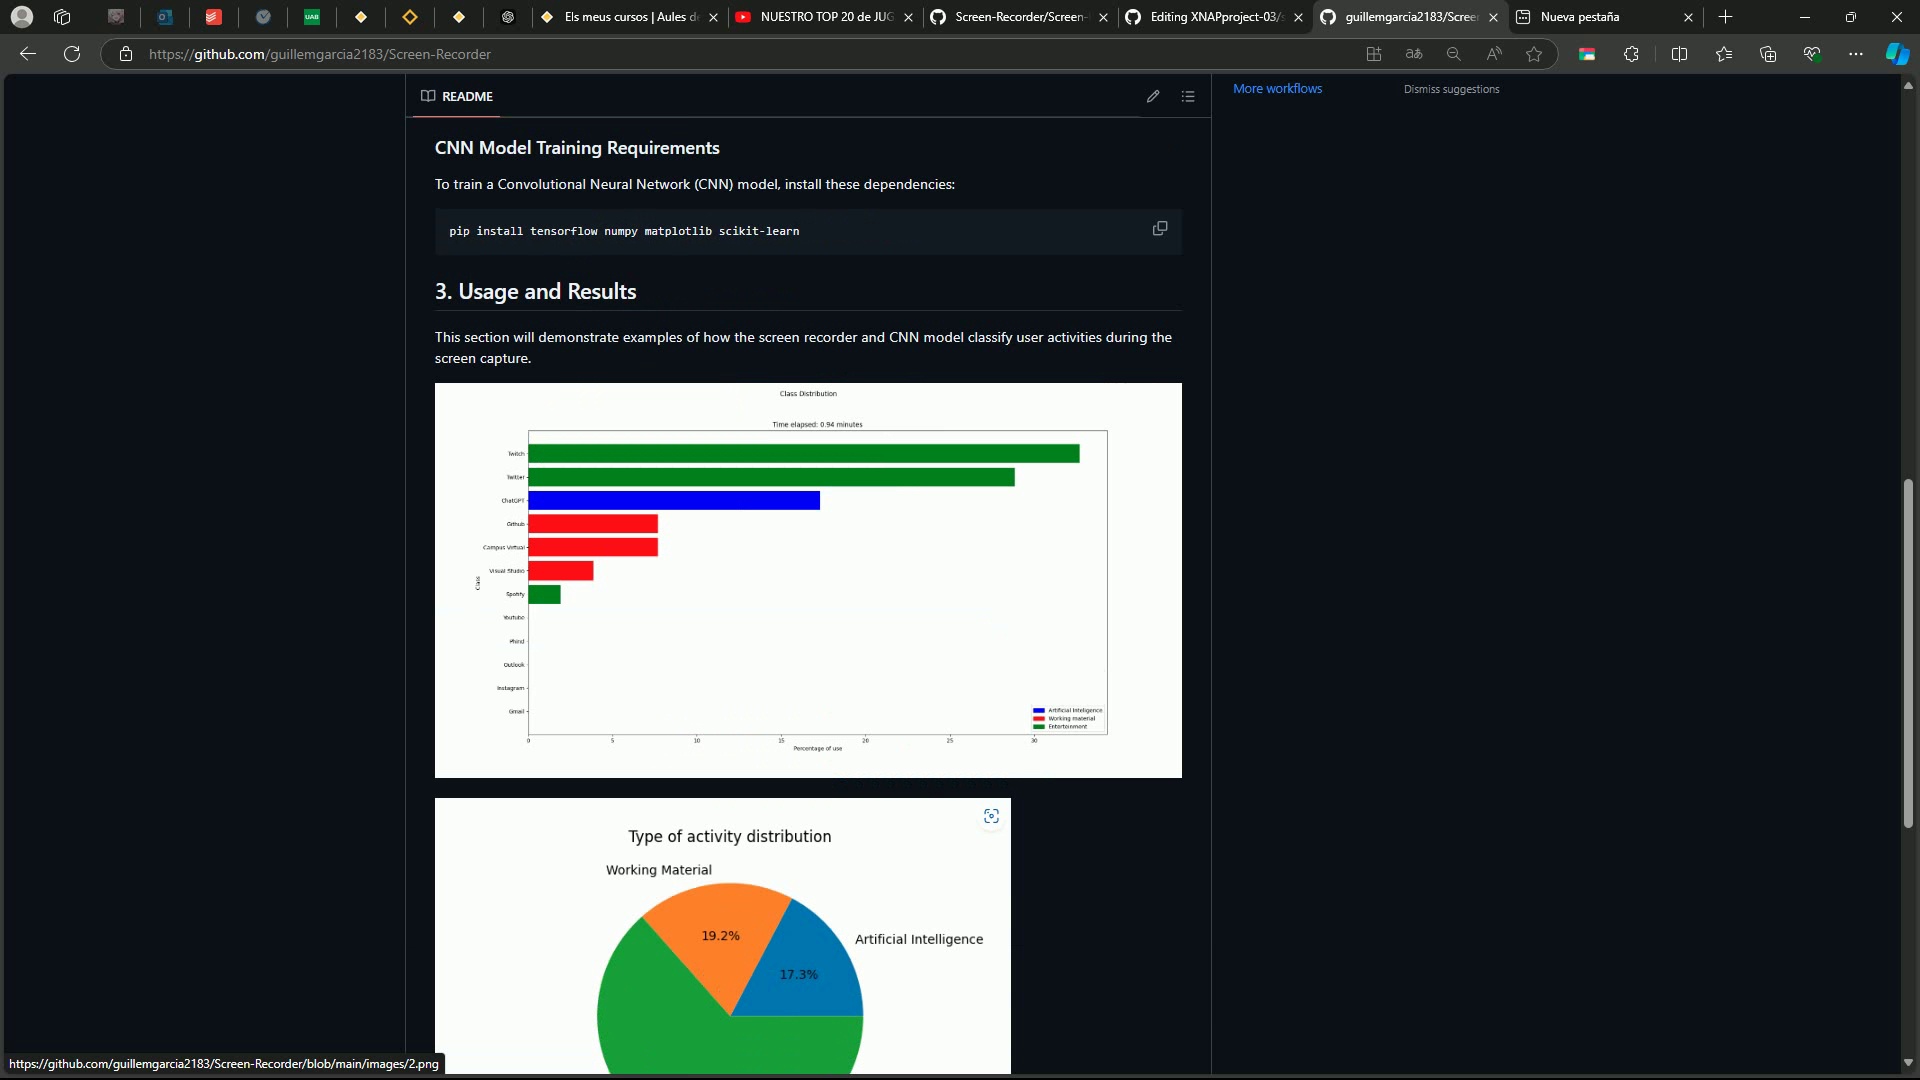 Els meus cursos | Aules d
NUESTRO TOP 20 de JUG
Screen-Recorder/Screen-
Editing XNAPproject-03/s
guillemgarcia2183/Screen
Nueva pestaña
https://github.com/guillemgarcia2183/Screen-Recorder
README
More workflows
Dismiss suggestions
CNN Model Training Requirements
To train a Convolutional Neural Network (CNN) model, install these dependencies:
pip install tensorflow numpy matplotlib scikit-learn
3. Usage and Results
This section will demonstrate examples of how the screen recorder and CNN model classify user activities during the
screen capture.
Class Distribution
Time elapsed: 0.94 minutes
Twitch
Twitter
ChatGPT
Github
Campus Virtual
Visual Studio
Spotify
Youtube
Phind
Outlook
Instagram
Gmail
Class
0 5 10 15 20 25 30
Percentage of use
Artificial Inteligence
Working material
Entertainment
Type of activity distribution
Working Material
19.2%
Artificial Intelligence
17.3%
https://github.com/guillemgarcia2183/Screen-Recorder/blob/main/images/2.png